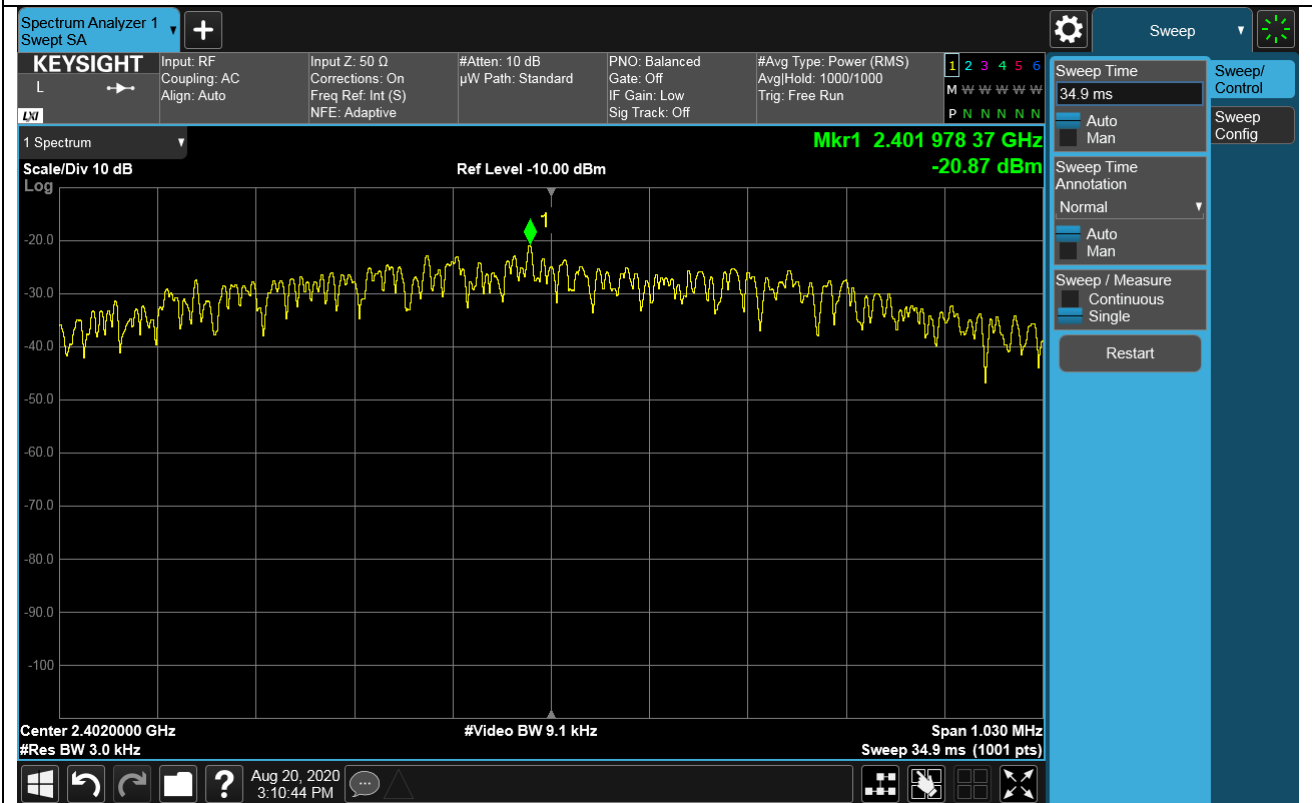 Spectrum Analyzer 1
Swept SA
+
Sweep
KEYSIGHT
L
LXI
Input: RF
Coupling: AC
Align: Auto
Input Z: 50 Ω
Corrections: On
Freq Ref: Int (S)
NFE: Adaptive
#Atten: 10 dB
µW Path: Standard
PNO: Balanced
Gate: Off
IF Gain: Low
Sig Track: Off
#Avg Type: Power (RMS)
Avg|Hold: 1000/1000
Trig: Free Run
1 2 3 4 5 6
M W W W W W
P N N N N N
1 Spectrum
Mkr1 2.401 978 37 GHz
-20.87 dBm
Scale/Div 10 dB
Ref Level -10.00 dBm
Log
1
-20.0
-30.0
-40.0
-50.0
-60.0
-70.0
-80.0
-90.0
-100
Center 2.4020000 GHz
#Video BW 9.1 kHz
Span 1.030 MHz
#Res BW 3.0 kHz
Sweep 34.9 ms (1001 pts)
Sweep Time
34.9 ms
Auto
Man
Sweep Time
Annotation
Normal
Auto
Man
Sweep / Measure
Continuous
Single
Restart
Sweep/
Control
Sweep
Config
?
Aug 20, 2020
3:10:44 PM